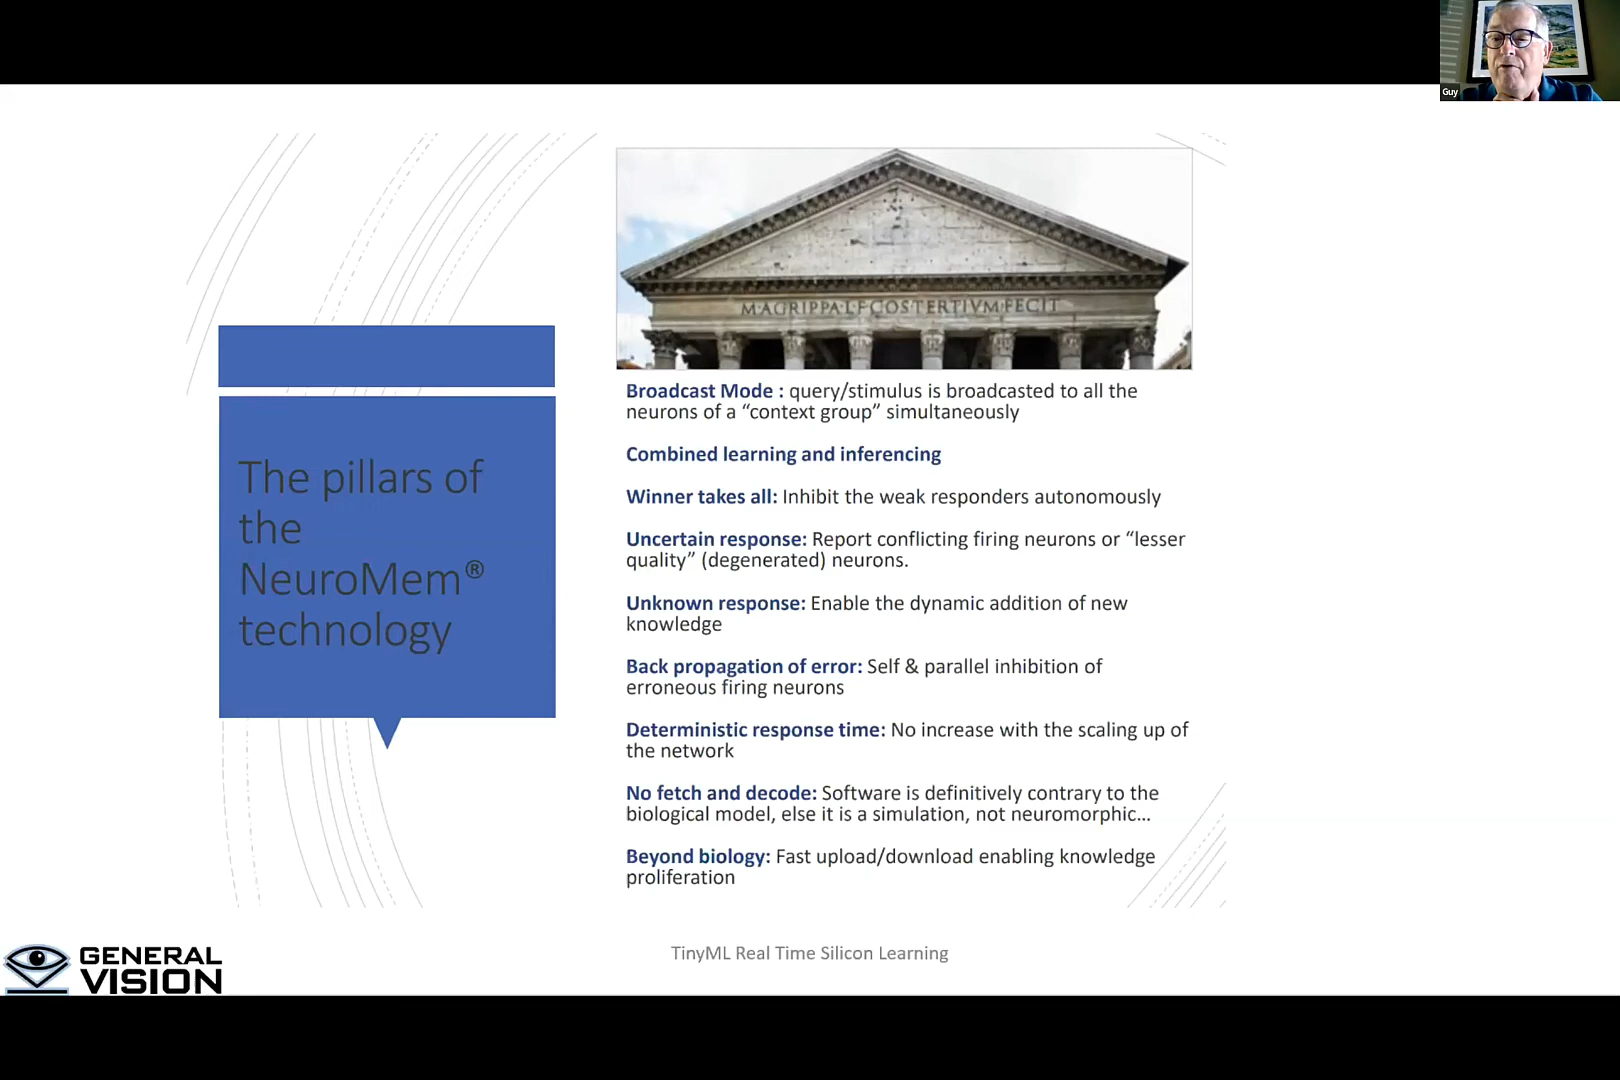 Guy
M·AGRIPPA·L·F·COS·TERTIVM·FECIT
The pillars of
the
NeuroMem®
technology
Broadcast Mode : query/stimulus is broadcasted to all the
neurons of a “context group” simultaneously
Combined learning and inferencing
Winner takes all: Inhibit the weak responders autonomously
Uncertain response: Report conflicting firing neurons or “lesser
quality” (degenerated) neurons.
Unknown response: Enable the dynamic addition of new
knowledge
Back propagation of error: Self & parallel inhibition of
erroneous firing neurons
Deterministic response time: No increase with the scaling up of
the network
No fetch and decode: Software is definitively contrary to the
biological model, else it is a simulation, not neuromorphic...
Beyond biology: Fast upload/download enabling knowledge
proliferation
GENERAL
VISION
TinyML Real Time Silicon Learning